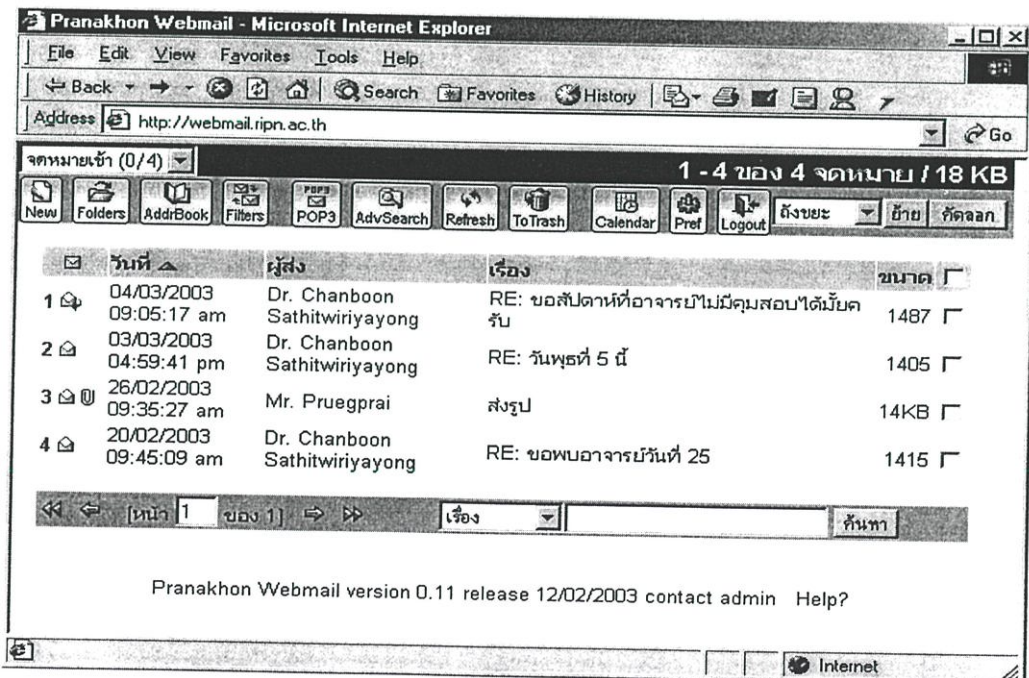 Pranakhon Webmail - Microsoft Internet Explorer
File Edit View Favorites Tools Help
Back Search Favorites History
Address http://webmail.ripn.ac.th Go
จดหมายเข้า (0/4) 1 - 4 ของ 4 จดหมาย / 18 KB
New Folders AddrBook Filters POP3 POP3 AdvSearch Refresh ToTrash Calendar Pref Logout ถังขยะ ย้าย คัดลอก
วันที่ ผู้ส่ง เรื่อง ขนาด
1 04/03/2003 Dr. Chanboon RE: ขอสัปดาห์ที่อาจารย์ไม่มีคุมสอบได้มั้ยค
09:05:17 am Sathitwiriyayong รับ 1487
2 03/03/2003 Dr. Chanboon RE: วันพุธที่ 5 นี้ 1405
04:59:41 pm Sathitwiriyayong
3 26/02/2003 Mr. Pruegprai ส่งรูป 14KB
09:35:27 am
4 20/02/2003 Dr. Chanboon RE: ขอพบอาจารย์วันที่ 25 1415
09:45:09 am Sathitwiriyayong
[หน้า 1 ของ 1] เรื่อง ค้นหา
Pranakhon Webmail version 0.11 release 12/02/2003 contact admin Help?
Internet